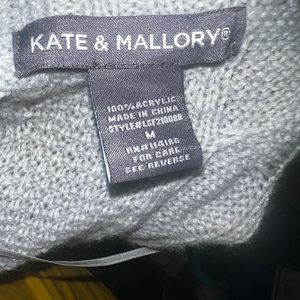 KATE & MALLORY®
100% ACRYLIC
MADE IN CHINA
STYLE#LSF21008R
M
RN#114186
FOR CARE
SEE REVERSE